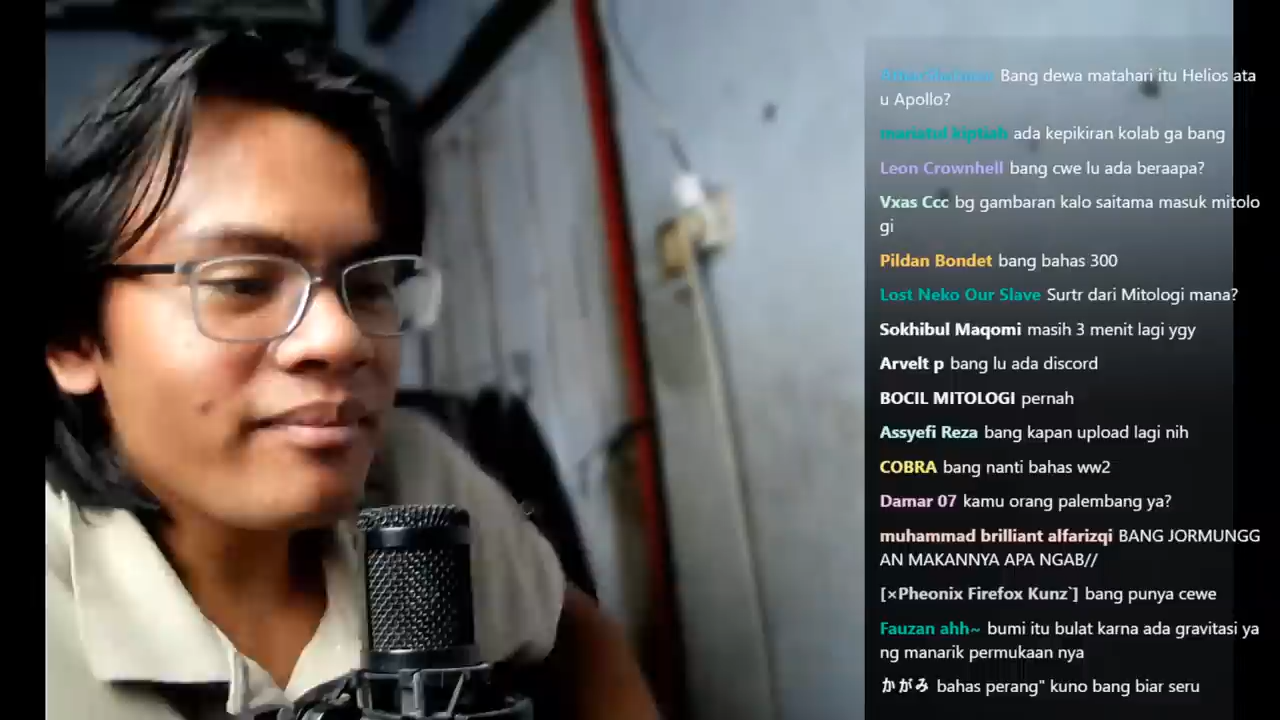 Bang dewa matahari itu Helios ata
u Apollo?
mariatul kiptiah ada kepikiran kolab ga bang
Leon Crownhell bang cwe lu ada beraapa?
Vxas Ccc bg gambaran kalo saitama masuk mitolo
gi
Pildan Bondet bang bahas 300
Lost Neko Our Slave Surtr dari Mitologi mana?
Sokhibul Maqomi masih 3 menit lagi ygy
Arvelt p bang lu ada discord
BOCIL MITOLOGI pernah
Assyefi Reza bang kapan upload lagi nih
COBRA bang nanti bahas ww2
Damar 07 kamu orang palembang ya?
muhammad brilliant alfarizqi BANG JORMUNGG
AN MAKANNYA APA NGAB//
[×Pheonix Firefox Kunz`] bang punya cewe
Fauzan ahh~ bumi itu bulat karna ada gravitasi ya
ng manarik permukaan nya
かがみ bahas perang" kuno bang biar seru